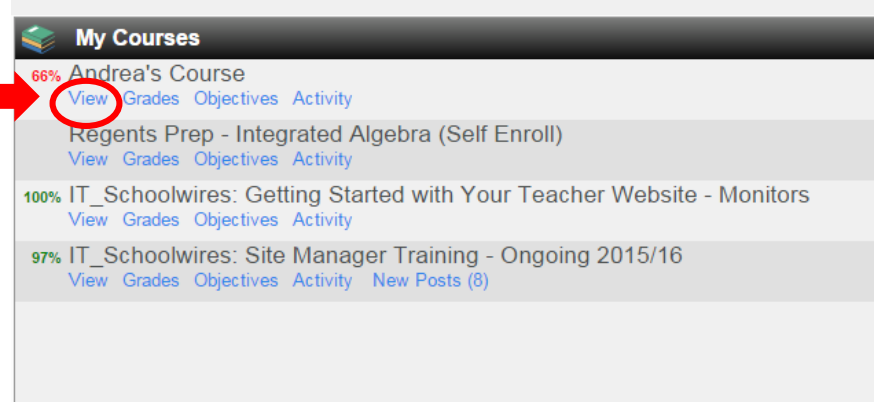 My Courses
66% Andrea's Course
View Grades Objectives Activity
Regents Prep - Integrated Algebra (Self Enroll)
View Grades Objectives Activity
100% IT_Schoolwires: Getting Started with Your Teacher Website - Monitors
View Grades Objectives Activity
97% IT_Schoolwires: Site Manager Training - Ongoing 2015/16
View Grades Objectives Activity New Posts (8)